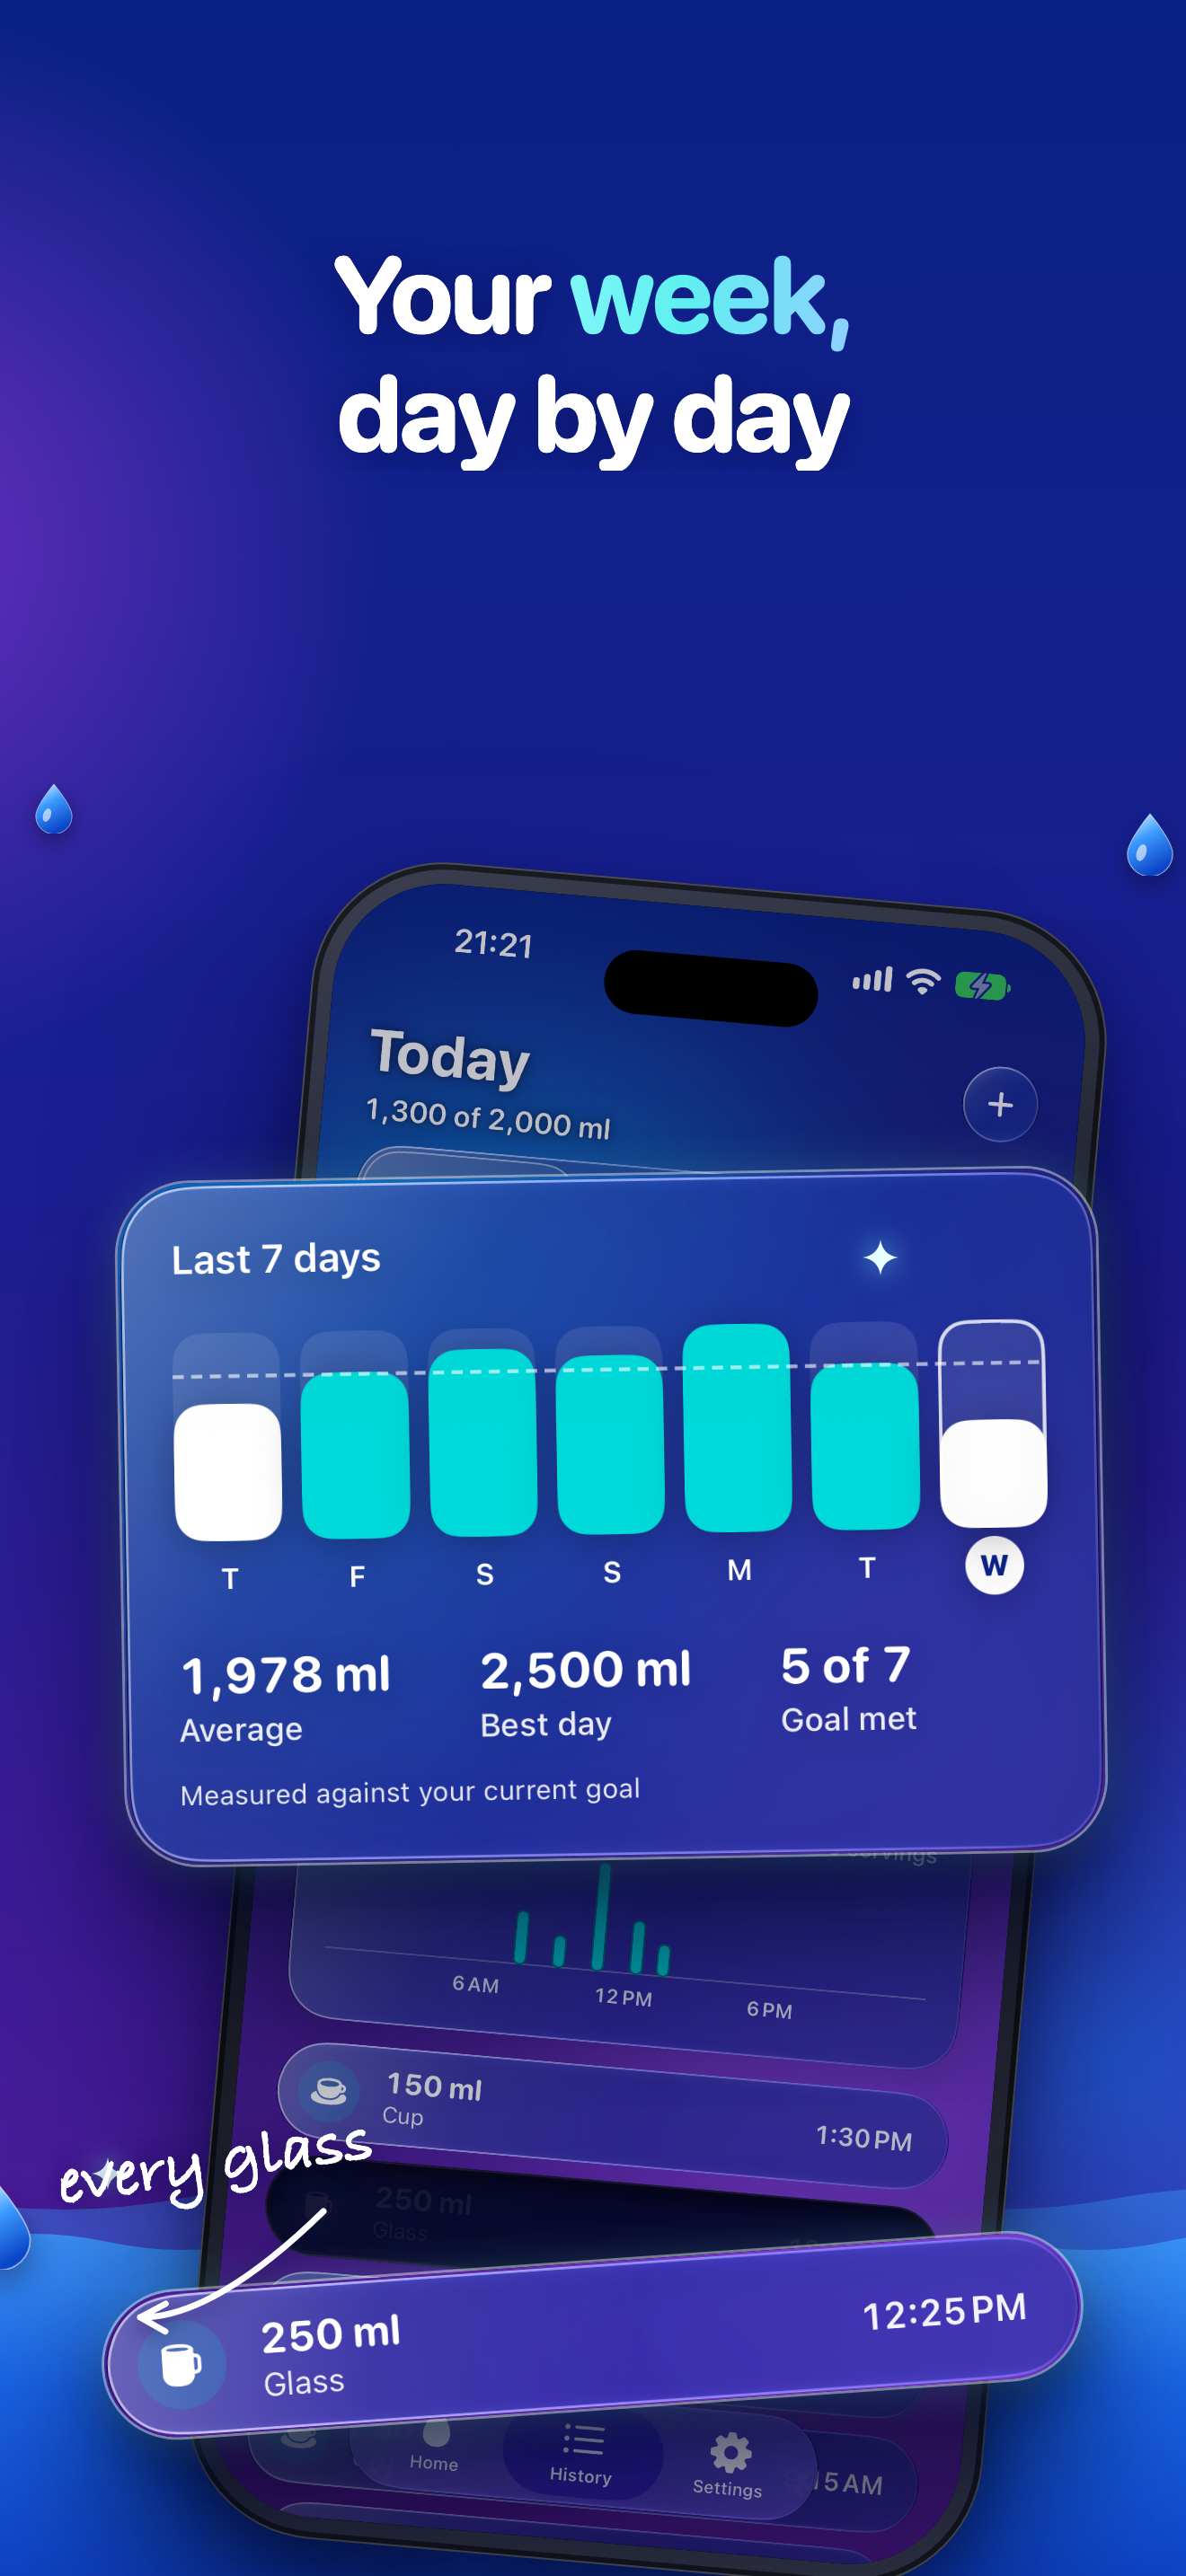 Your week,
day by day
21:21
Today
1,300 of 2,000 ml
Last 7 days
T F S S M T W
1,978 ml 2,500 ml 5 of 7
Average Best day Goal met
Measured against your current goal
servings
6 AM 12 PM 6 PM
150 ml
Cup
1:30 PM
every glass
250 ml
Glass
250 ml
Glass
12:25 PM
Home History Settings
15 AM